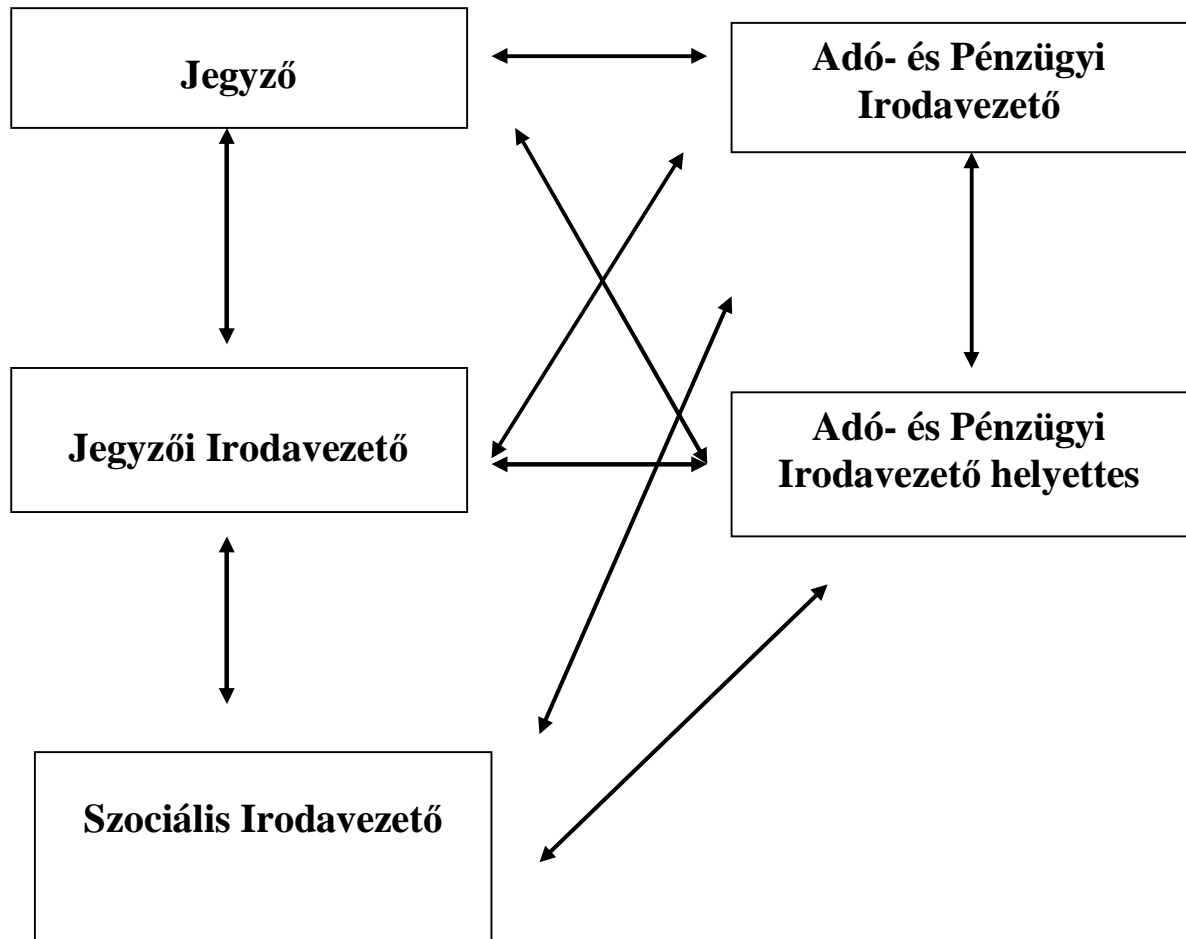 Jegyző
Adó- és Pénzügyi
Irodavezető
Jegyzői Irodavezető
Adó- és Pénzügyi
Irodavezető helyettes
Szociális Irodavezető